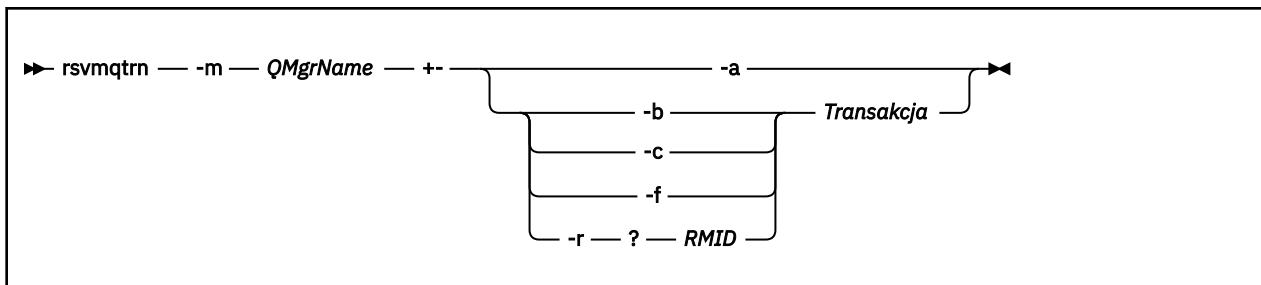 rsvmqtrn -m QMgrName +- -a
-b Transakcja
-c
-f
-r ? RMID